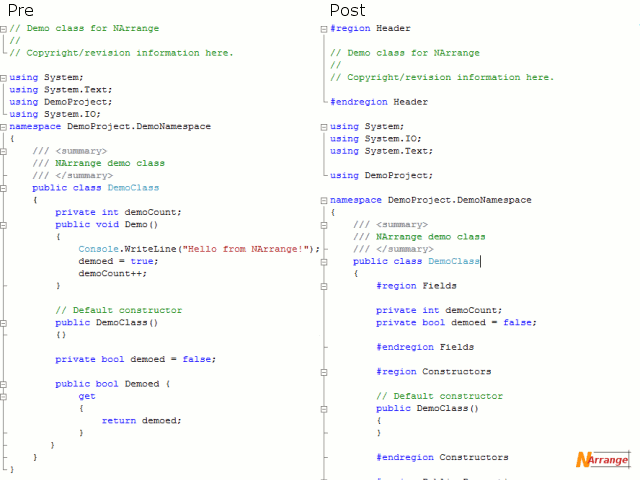 Pre
// Demo class for NArrange
//
// Copyright/revision information here.
using System;
using System.Text;
using DemoProject;
using System.IO;
namespace DemoProject.DemoNamespace
{
/// <summary>
/// NArrange demo class
/// </summary>
public class DemoClass
{
private int demoCount;
public void Demo()
{
Console.WriteLine("Hello from NArrange!");
demoed = true;
demoCount++;
}
// Default constructor
public DemoClass()
{}
private bool demoed = false;
public bool Demoed {
get
{
return demoed;
}
}
}
}
Post
#region Header
// Demo class for NArrange
//
// Copyright/revision information here.
#endregion Header
using System;
using System.IO;
using System.Text;
using DemoProject;
namespace DemoProject.DemoNamespace
{
/// <summary>
/// NArrange demo class
/// </summary>
public class DemoClass
{
#region Fields
private int demoCount;
private bool demoed = false;
#endregion Fields
#region Constructors
// Default constructor
public DemoClass()
{
}
#endregion Constructors
NArrange